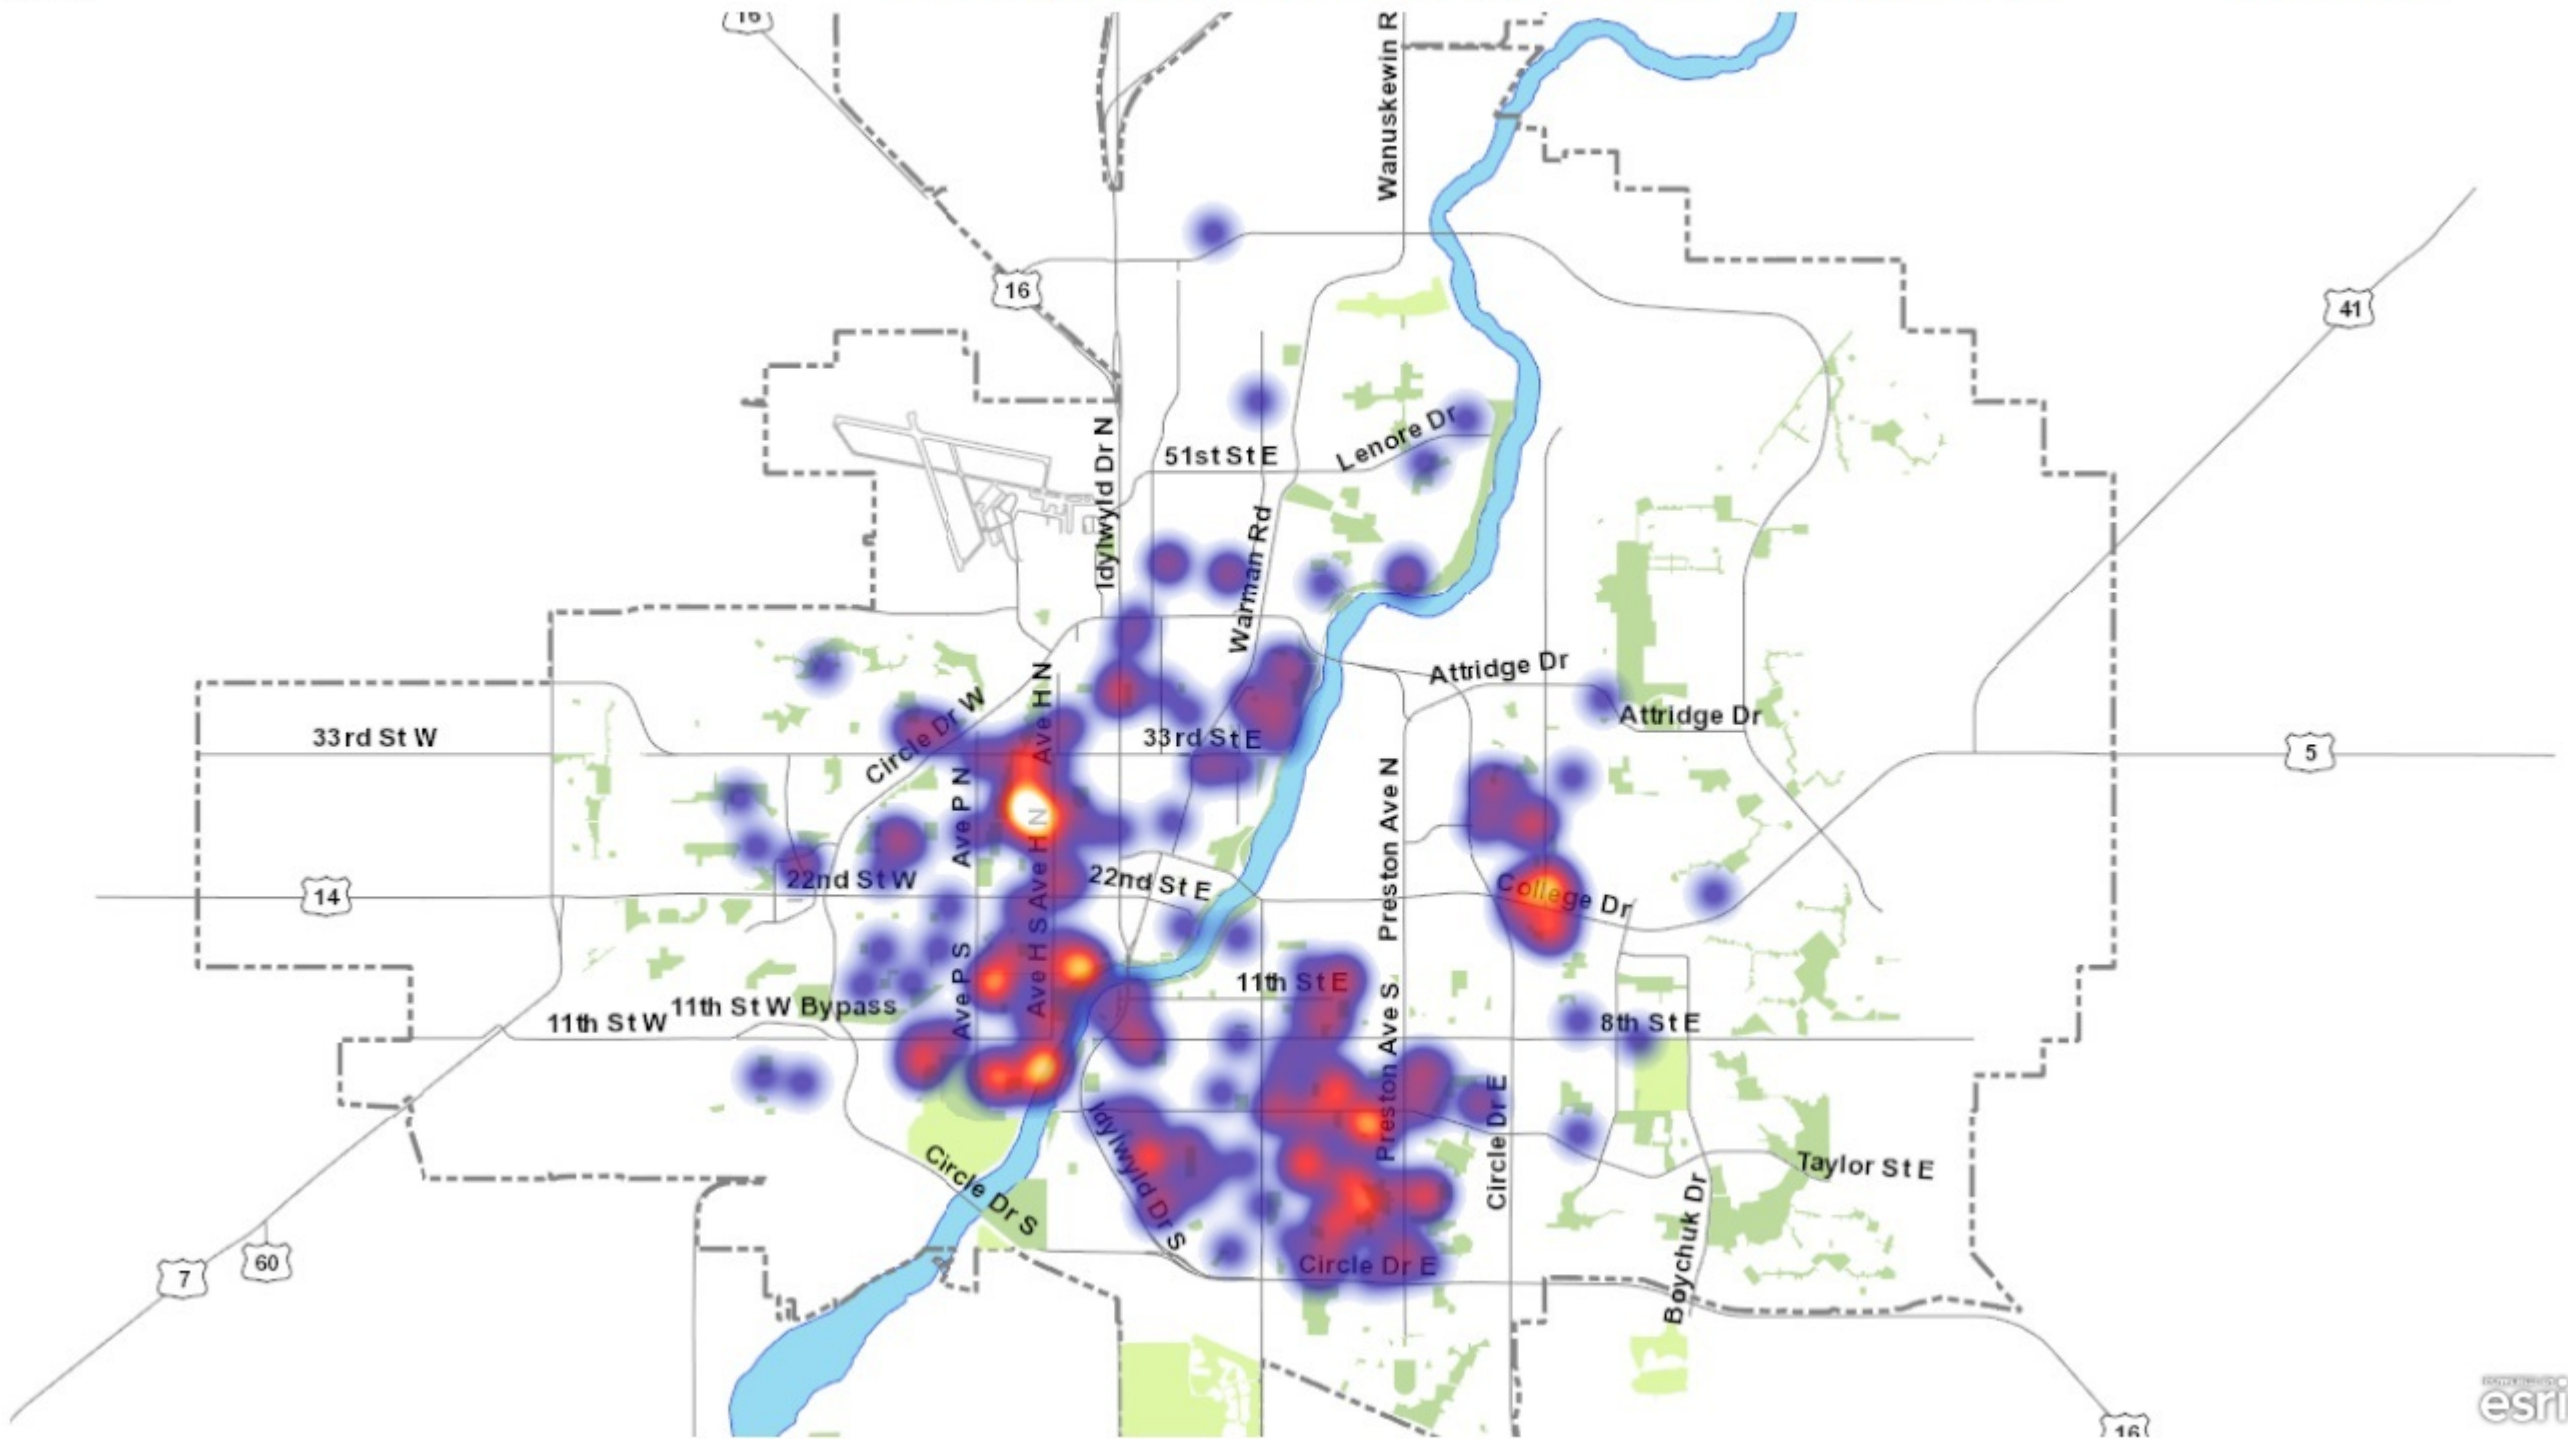 16
Wanuskewin R
16
41
Idylwyld Dr N
Lenore Dr
51st St E
Warman Rd
Attridge Dr
Attridge Dr
Ave H N
Circle Dr W
33rd St W
33rd St E
5
Ave P N
Preston Ave N
Ave H N
22nd St W
22nd St E
14
College Dr
Ave H S
Ave P S
11th St E
Preston Ave S.
11th St W Bypass
11th St W
8th St E
Circle Dr E
Idylwyld Dr S
Circle Dr S
Taylor St E
Boychuk Dr
Circle Dr E
60
7
esri
16